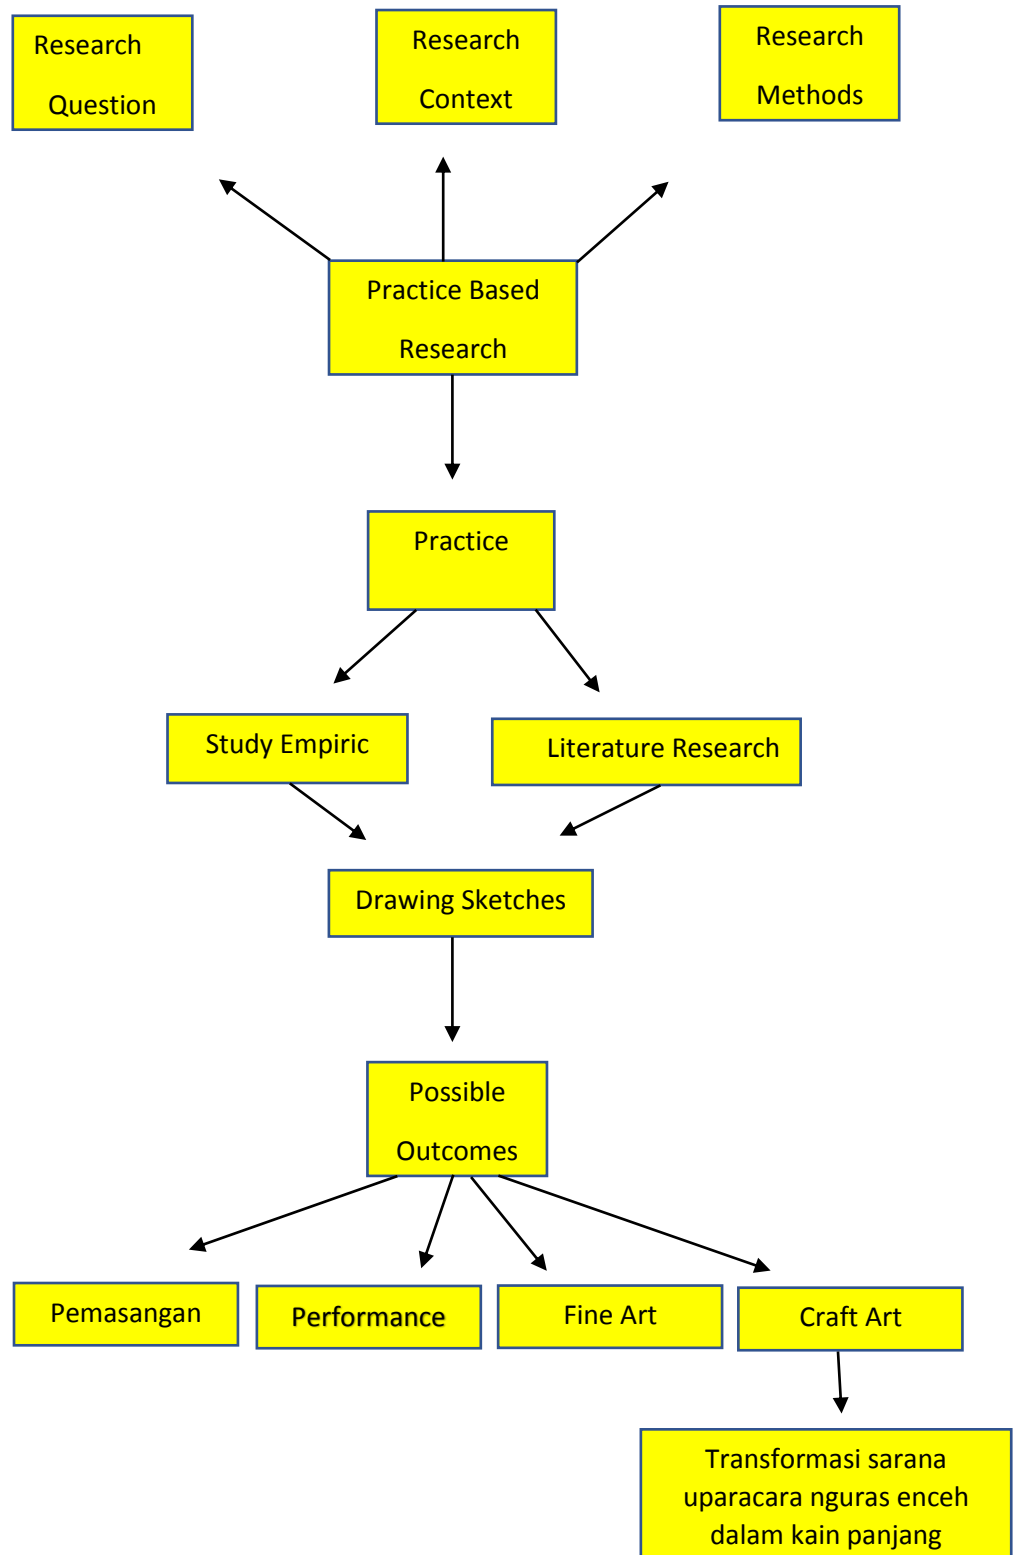 Research
Question
Research
Context
Research
Methods
Practice Based
Research
Practice
Study Empiric
Literature Research
Drawing Sketches
Possible
Outcomes
Pemasangan
Performance
Fine Art
Craft Art
Transformasi sarana
uparacara nguras enceh
dalam kain panjang